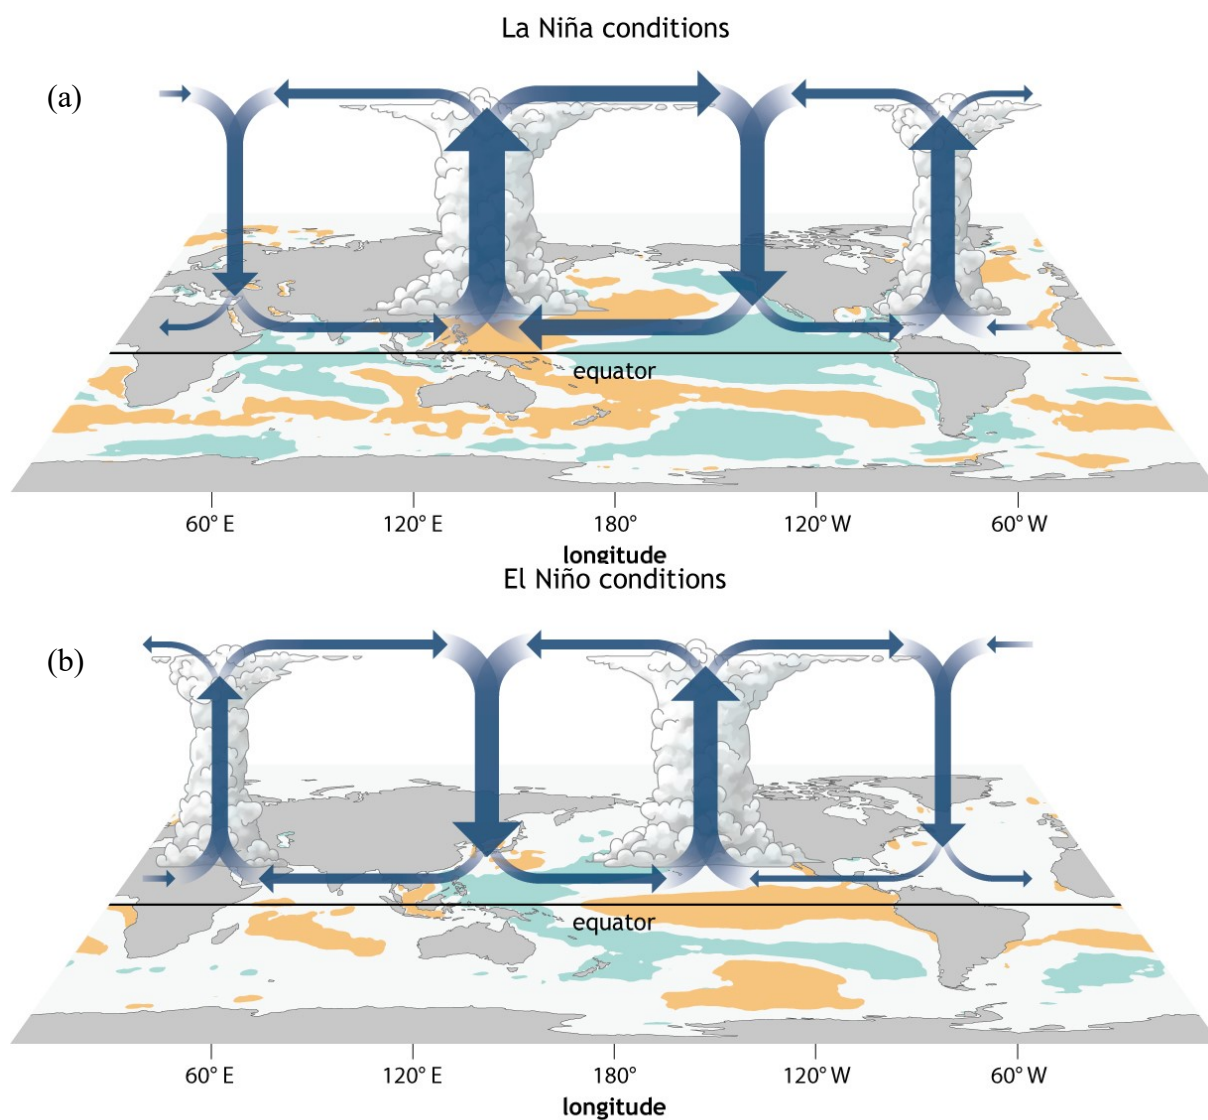 La Niña conditions
(a)
equator
60° E 120° E 180° 120° W 60° W
longitude
El Niño conditions
(b)
equator
60° E 120° E 180° 120° W 60° W
longitude